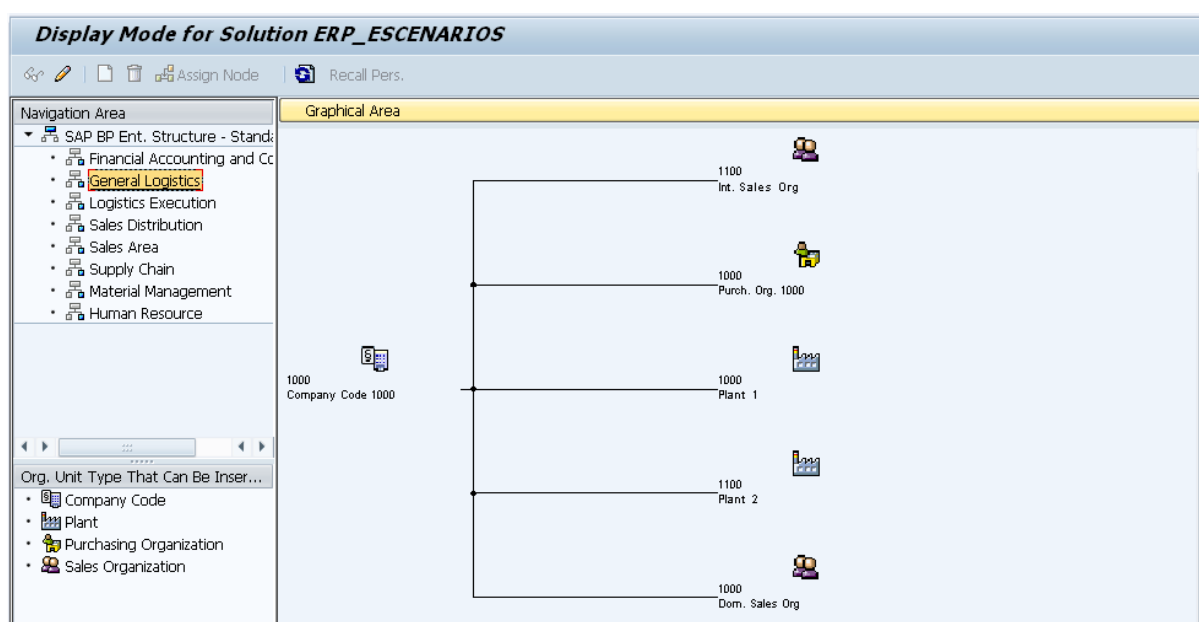 Display Mode for Solution ERP_ESCENARIOS
Assign Node
Recall Pers.
Navigation Area
SAP BP Ent. Structure - Standa
Financial Accounting and Co
General Logistics
Logistics Execution
Sales Distribution
Sales Area
Supply Chain
Material Management
Human Resource
Org. Unit Type That Can Be Inser...
Company Code
Plant
Purchasing Organization
Sales Organization
Graphical Area
1100
Int. Sales Org
1000
Purch. Org. 1000
1000
Company Code 1000
1000
Plant 1
1100
Plant 2
1000
Dom. Sales Org